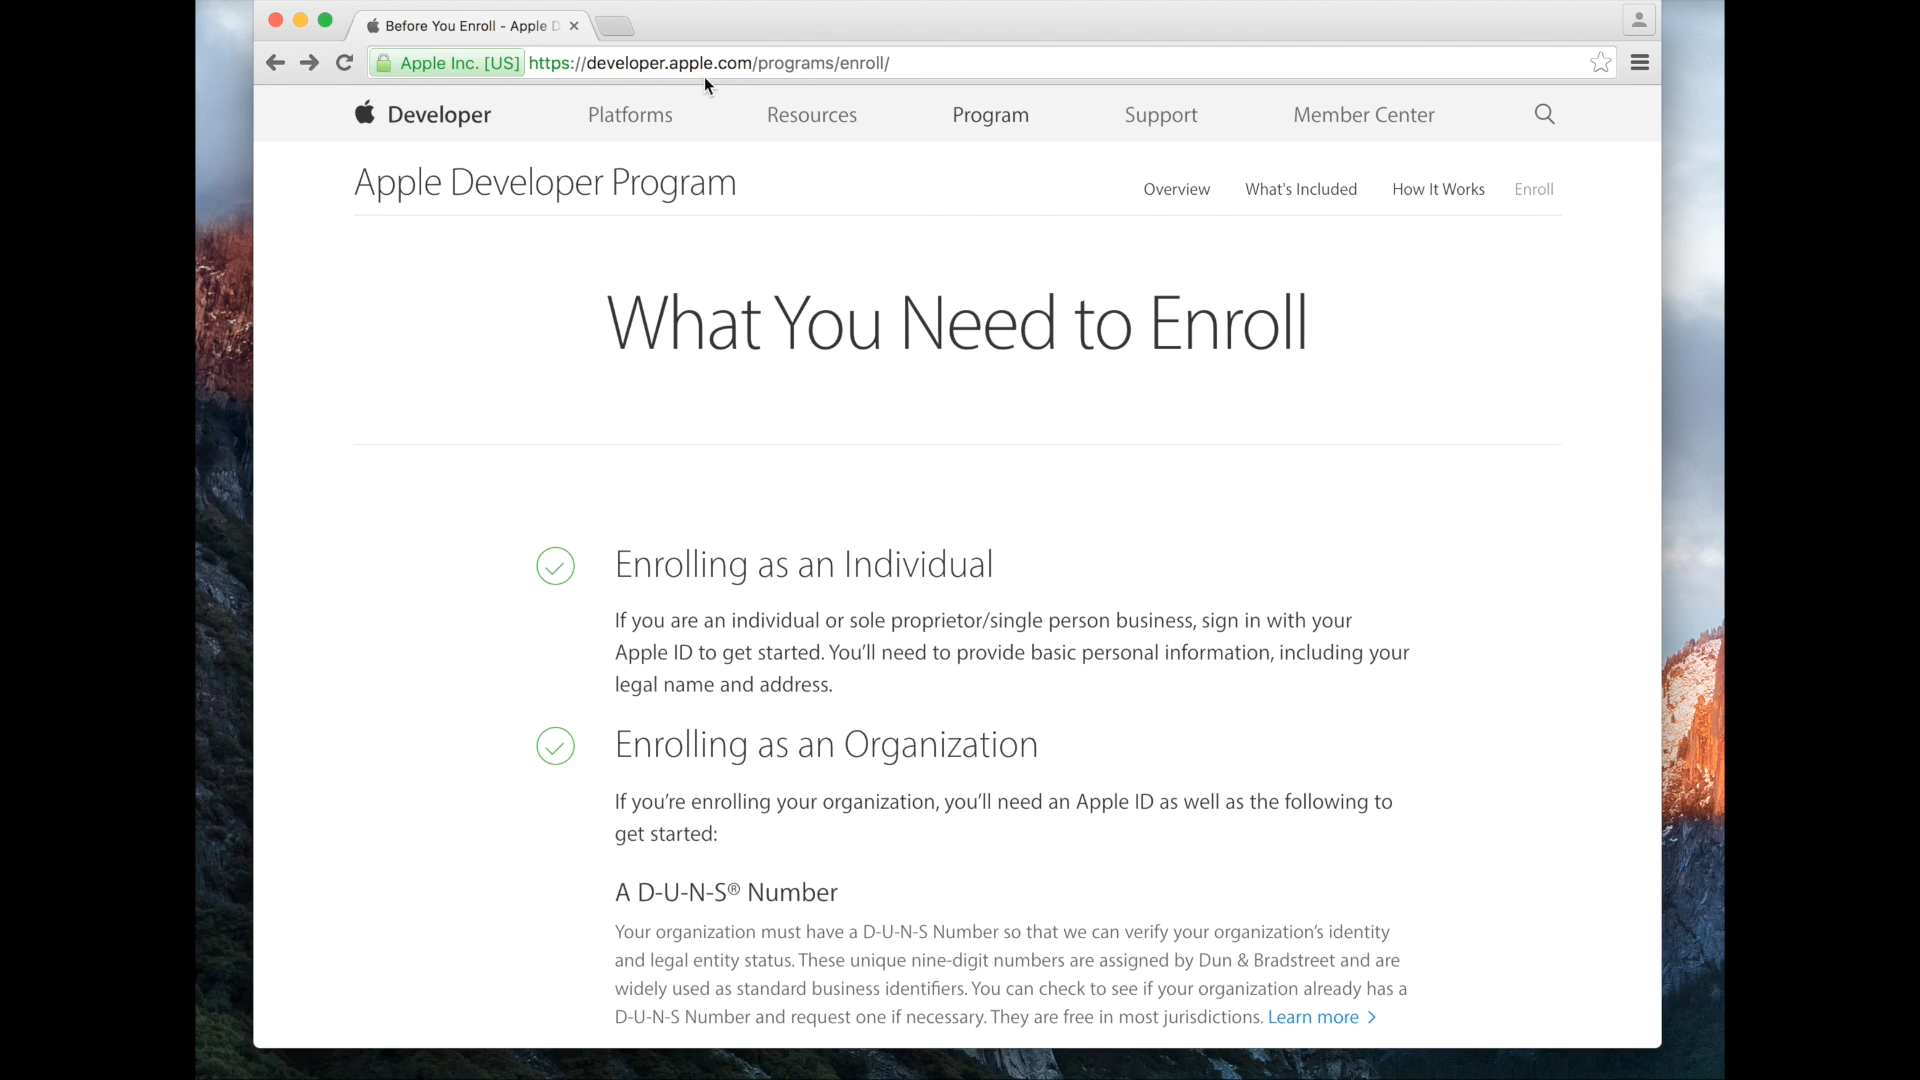 Before You Enroll - Apple D
Apple Inc. [US] https://developer.apple.com/programs/enroll/
Developer Platforms Resources Program Support Member Center
Apple Developer Program
Overview What's Included How It Works Enroll
What You Need to Enroll
Enrolling as an Individual
If you are an individual or sole proprietor/single person business, sign in with your
Apple ID to get started. You’ll need to provide basic personal information, including your
legal name and address.
Enrolling as an Organization
If you’re enrolling your organization, you’ll need an Apple ID as well as the following to
get started:
A D-U-N-S® Number
Your organization must have a D-U-N-S Number so that we can verify your organization’s identity
and legal entity status. These unique nine-digit numbers are assigned by Dun & Bradstreet and are
widely used as standard business identifiers. You can check to see if your organization already has a
D-U-N-S Number and request one if necessary. They are free in most jurisdictions. Learn more